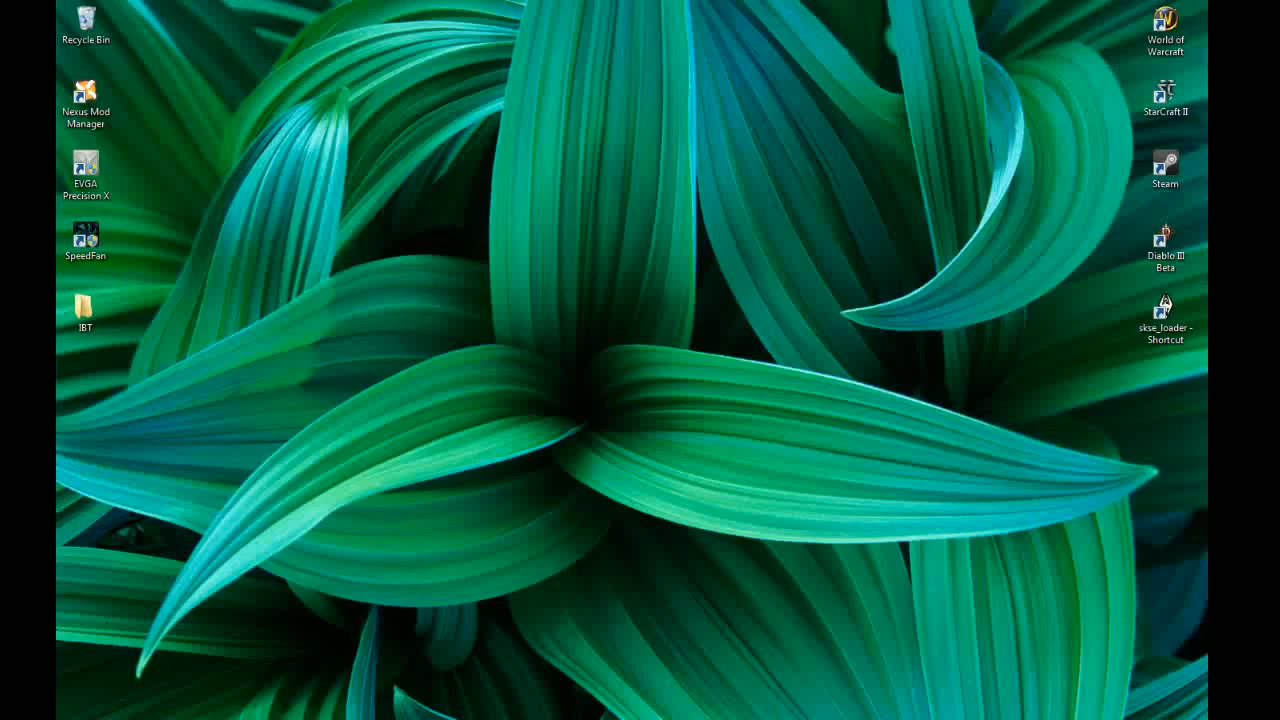 Recycle Bin
Nexus Mod
Manager
EVGA
Precision X
SpeedFan
IBT
World of
Warcraft
StarCraft II
Steam
Diablo III
Beta
skse_loader -
Shortcut